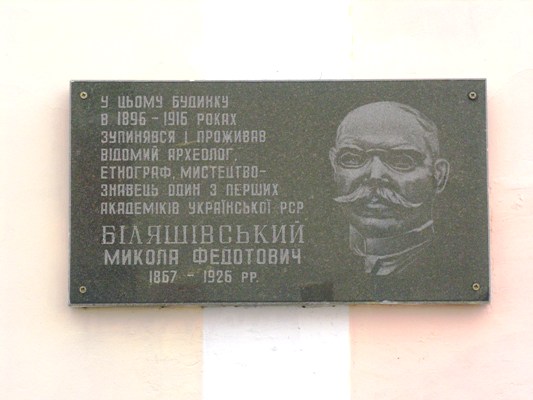 У ЦЬОМУ БУДИНКУ
В 1896-1916 РОКАХ
ЗУПИНЯВСЯ І ПРОЖИВАВ
ВІДОМИЙ АРХЕОЛОГ,
ЕТНОГРАФ, МИСТЕЦТВО-
ЗНАВЕЦЬ ОДИН З ПЕРШИХ
АКАДЕМІКІВ УКРАЇНСЬКОЇ РСР
БІЛЯШІВСЬКИЙ
МИКОЛА ФЕДОТОВИЧ
1867 - 1926 РР.